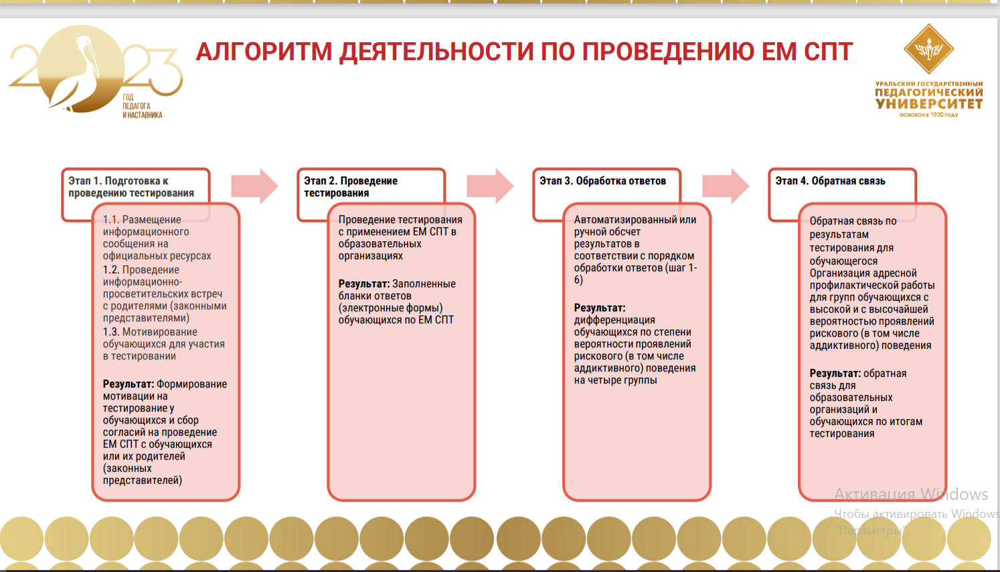 2023
ГОД
ПЕДАГОГА
И НАСТАВНИКА
АЛГОРИТМ ДЕЯТЕЛЬНОСТИ ПО ПРОВЕДЕНИЮ ЕМ СПТ
УРГПУ
УРАЛЬСКИЙ ГОСУДАРСТВЕННЫЙ
ПЕДАГОГИЧЕСКИЙ
УНИВЕРСИТЕТ
ОСНОВАН В 1930 ГОДУ
Этап 1. Подготовка к
проведению тестирования
1.1. Размещение
информационного
сообщения на
официальных ресурсах
1.2. Проведение
информационно-
просветительских встреч
с родителями (законными
представителями)
1.3. Мотивирование
обучающихся для участия
в тестировании
Результат: Формирование
мотивации на
тестирование у
обучающихся и сбор
согласий на проведение
ЕМ СПТ с обучающихся
или их родителей
(законных
представителей)
Этап 2. Проведение
тестирования
Проведение тестирования
с применением ЕМ СПТ в
образовательных
организациях
Результат: Заполненные
бланки ответов
(электронные формы)
обучающихся по ЕМ СПТ
Этап 3. Обработка ответов
Автоматизированный или
ручной обсчет
результатов в
соответствии с порядком
обработки ответов (шаг 1-
6)
Результат:
дифференциация
обучающихся по степени
вероятности проявлений
рискового (в том числе
аддиктивного) поведения
на четыре группы
Этап 4. Обратная связь
Обратная связь по
результатам
тестирования для
обучающегося
Организация адресной
профилактической работы
для групп обучающихся с
высокой и с высочайшей
вероятностью проявлений
рискового (в том числе
аддиктивного) поведения
Результат: обратная
связь для
образовательных
организаций и
обучающихся по итогам
тестирования
Активация Windows
Чтобы активировать Windows
"Параметры".